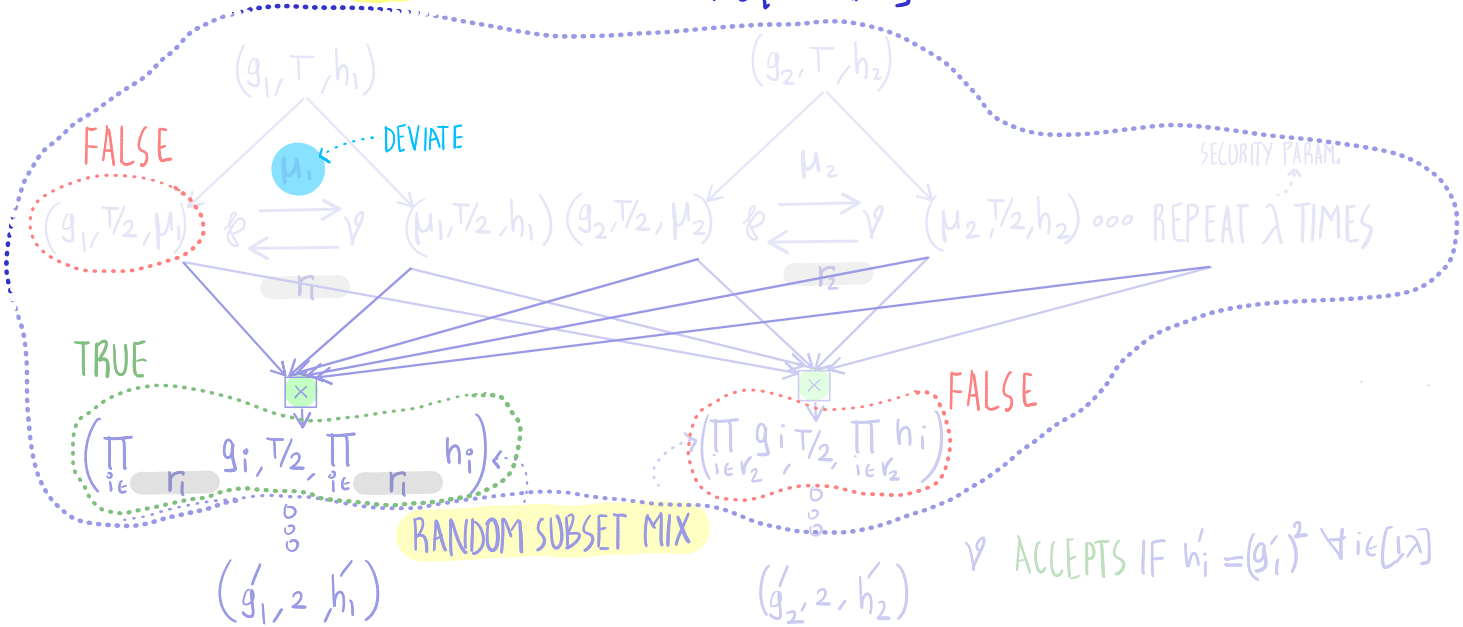 (g₁, T, h₁) (g₂, T, h₂)
FALSE
DEVIATE
μ₁
μ₂
SECURITY PARAM.
(g₁, T/2, μ₁) P V (μ₁, T/2, h₁) (g₂, T/2, μ₂) P V (μ₂, T/2, h₂) ∘∘∘ REPEAT λ TIMES
r₁ r₂
TRUE
× ×
FALSE
(∏ i∈ r₁ gᵢ, T/2, ∏ i∈ r₁ hᵢ) (∏ i∈r₂ gᵢ, T/2, ∏ i∈r₂ hᵢ)
RANDOM SUBSET MIX
V ACCEPTS IF h′ᵢ = (g′ᵢ)² ∀ i∈[1,λ]
(g′₁, 2, h′₁) (g′₂, 2, h′₂)